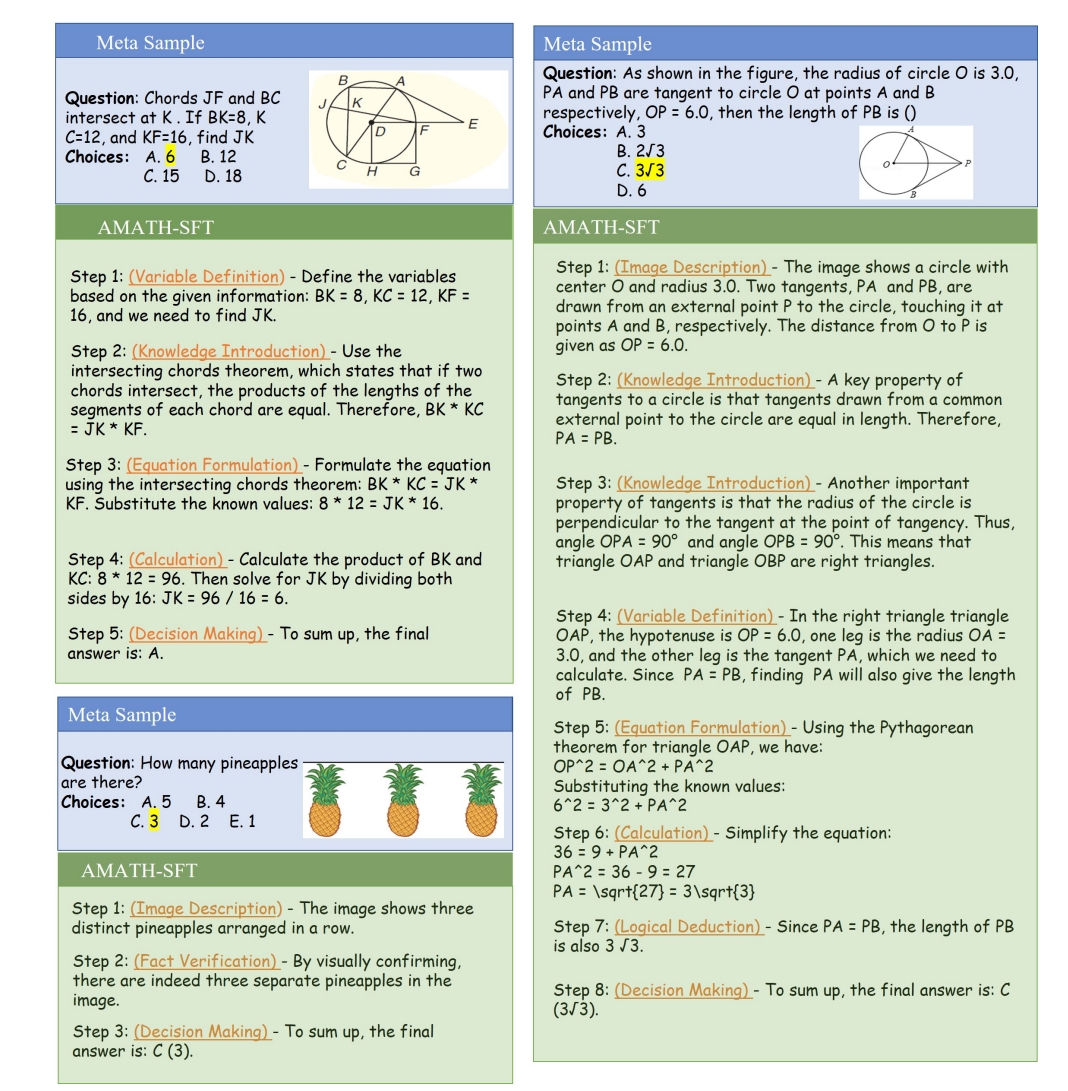 Meta Sample
Question: Chords JF and BC
intersect at K . If BK=8, K
C=12, and KF=16, find JK
Choices: A. 6 B. 12
C. 15 D. 18
B A
J K
D F E
C
H G
AMATH-SFT
Step 1: (Variable Definition) - Define the variables
based on the given information: BK = 8, KC = 12, KF =
16, and we need to find JK.
Step 2: (Knowledge Introduction) - Use the
intersecting chords theorem, which states that if two
chords intersect, the products of the lengths of the
segments of each chord are equal. Therefore, BK * KC
= JK * KF.
Step 3: (Equation Formulation) - Formulate the equation
using the intersecting chords theorem: BK * KC = JK *
KF. Substitute the known values: 8 * 12 = JK * 16.
Step 4: (Calculation) - Calculate the product of BK and
KC: 8 * 12 = 96. Then solve for JK by dividing both
sides by 16: JK = 96 / 16 = 6.
Step 5: (Decision Making) - To sum up, the final
answer is: A.
Meta Sample
Question: How many pineapples
are there?
Choices: A. 5 B. 4
C. 3 D. 2 E. 1
AMATH-SFT
Step 1: (Image Description) - The image shows three
distinct pineapples arranged in a row.
Step 2: (Fact Verification) - By visually confirming,
there are indeed three separate pineapples in the
image.
Step 3: (Decision Making) - To sum up, the final
answer is: C (3).
Meta Sample
Question: As shown in the figure, the radius of circle O is 3.0,
PA and PB are tangent to circle O at points A and B
respectively, OP = 6.0, then the length of PB is ()
Choices: A. 3
B. 2√3
C. 3√3
D. 6
A
O P
B
AMATH-SFT
Step 1: (Image Description) - The image shows a circle with
center O and radius 3.0. Two tangents, PA and PB, are
drawn from an external point P to the circle, touching it at
points A and B, respectively. The distance from O to P is
given as OP = 6.0.
Step 2: (Knowledge Introduction) - A key property of
tangents to a circle is that tangents drawn from a common
external point to the circle are equal in length. Therefore,
PA = PB.
Step 3: (Knowledge Introduction) - Another important
property of tangents is that the radius of the circle is
perpendicular to the tangent at the point of tangency. Thus,
angle OPA = 90° and angle OPB = 90°. This means that
triangle OAP and triangle OBP are right triangles.
Step 4: (Variable Definition) - In the right triangle triangle
OAP, the hypotenuse is OP = 6.0, one leg is the radius OA =
3.0, and the other leg is the tangent PA, which we need to
calculate. Since PA = PB, finding PA will also give the length
of PB.
Step 5: (Equation Formulation) - Using the Pythagorean
theorem for triangle OAP, we have:
OP^2 = OA^2 + PA^2
Substituting the known values:
6^2 = 3^2 + PA^2
Step 6: (Calculation) - Simplify the equation:
36 = 9 + PA^2
PA^2 = 36 - 9 = 27
PA = \sqrt{27} = 3\sqrt{3}
Step 7: (Logical Deduction) - Since PA = PB, the length of PB
is also 3 √3.
Step 8: (Decision Making) - To sum up, the final answer is: C
(3√3).